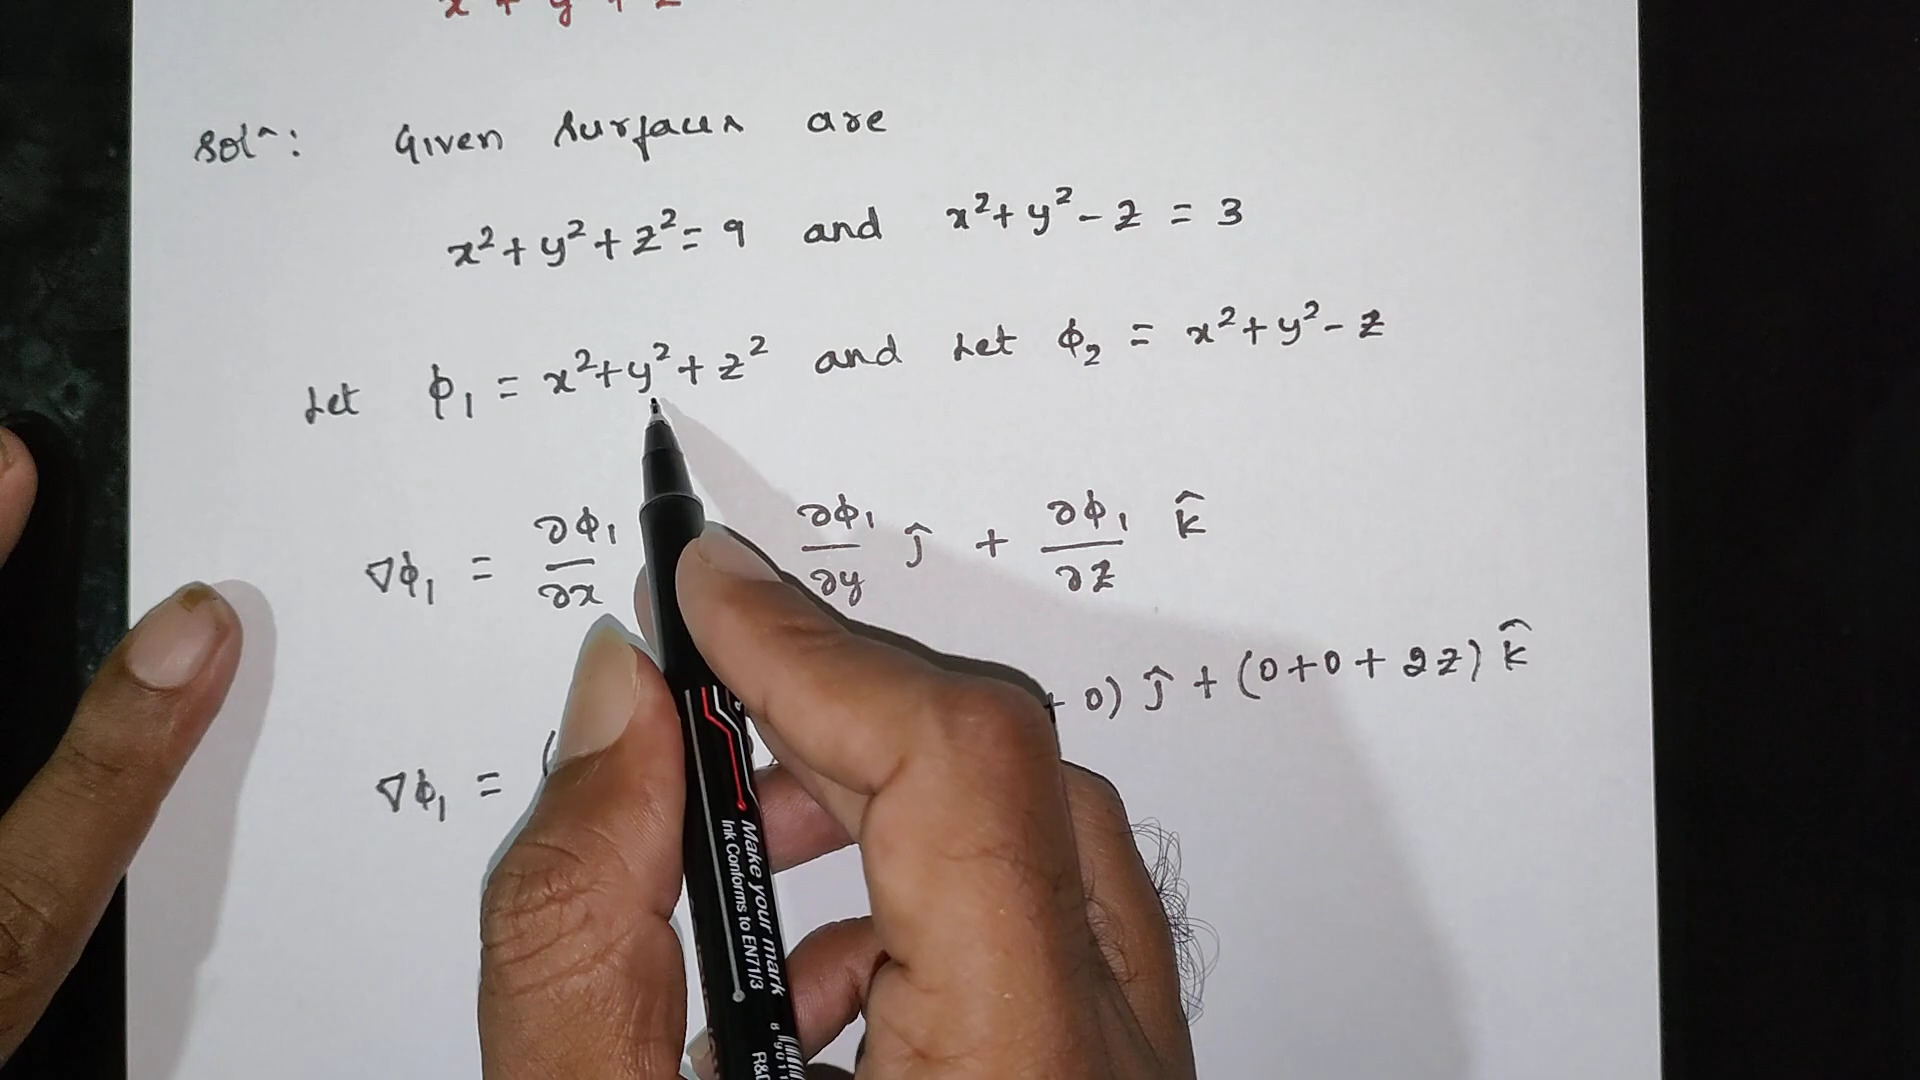 x + y + z
Solⁿ: Given surfaces are
x² + y² + z² = 9 and x² + y² - z = 3
Let ϕ₁ = x² + y² + z² and Let ϕ₂ = x² + y² - z
∇ϕ₁ = ∂ϕ₁/∂x ∂ϕ₁/∂y ĵ + ∂ϕ₁/∂z k̂
∇ϕ₁ = ( + 0) ĵ + (0 + 0 + 2z) k̂
Make your mark
Ink Conforms to EN71/3